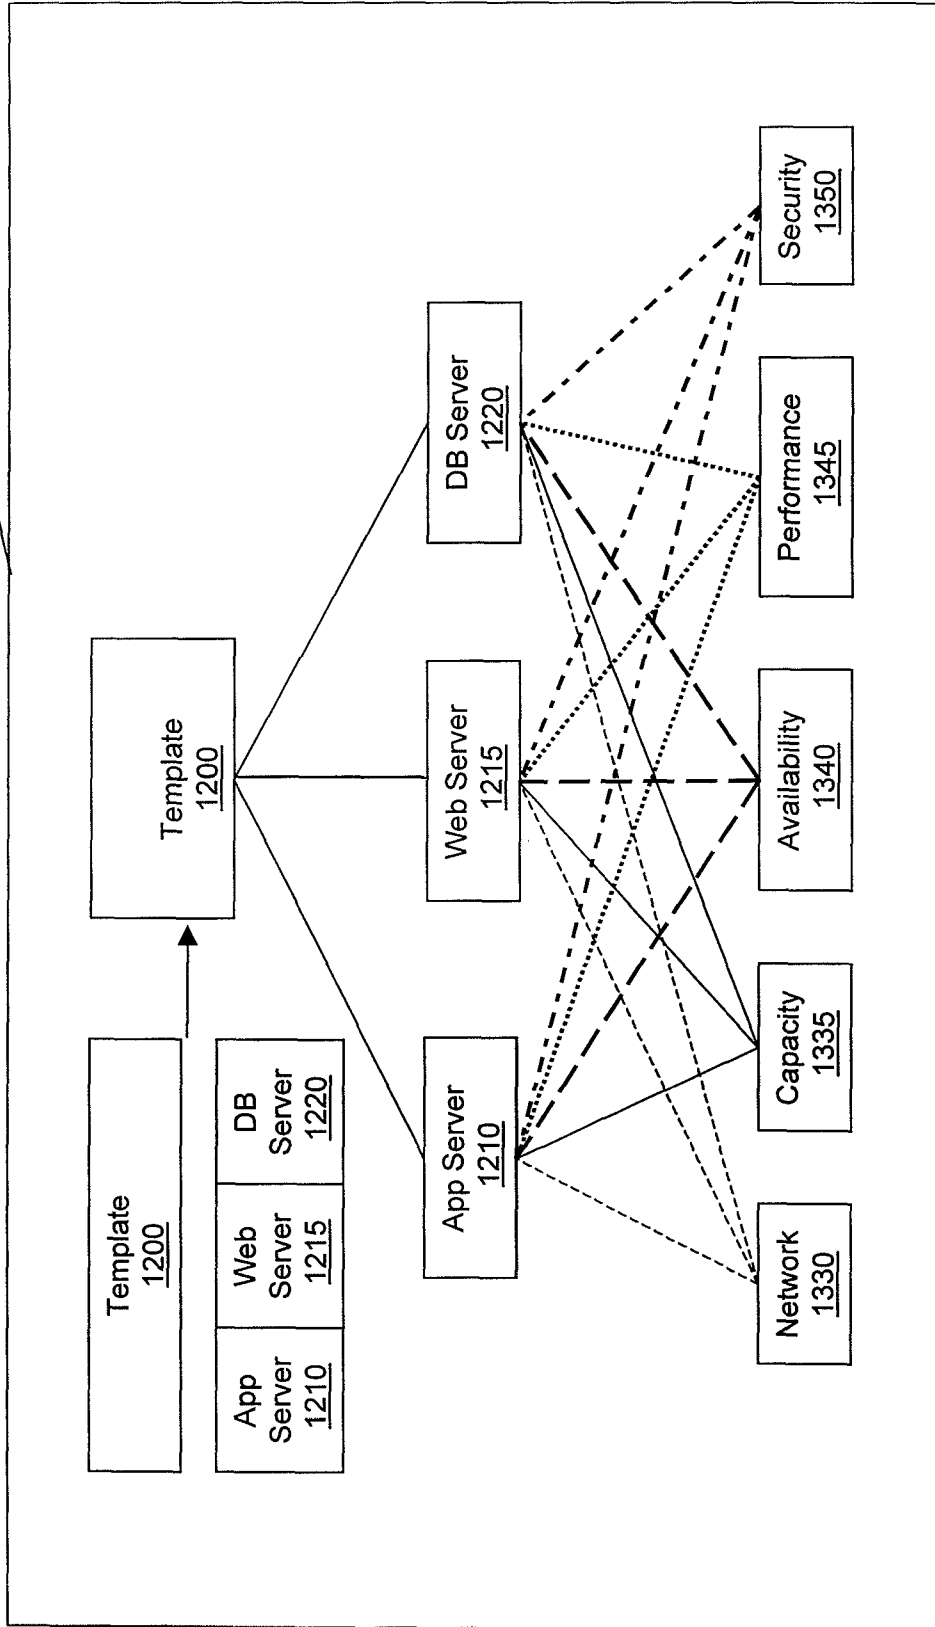 Template
1200
App
Server
1210
Web
Server
1215
DB
Server
1220
Template
1200
App Server
1210
Web Server
1215
DB Server
1220
Network
1330
Capacity
1335
Availability
1340
Performance
1345
Security
1350